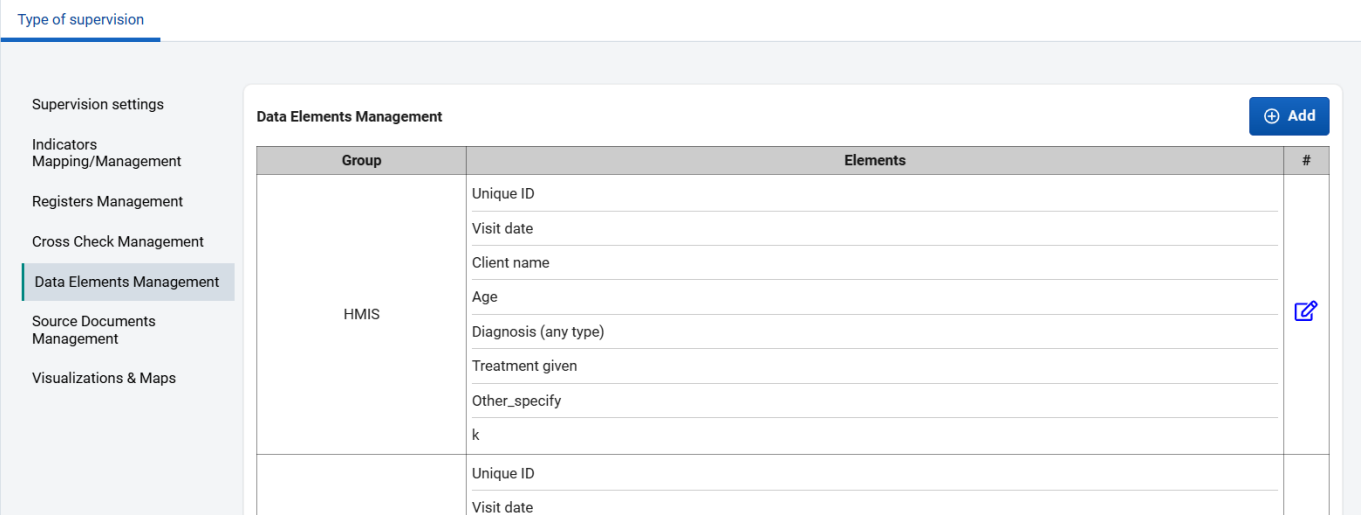 Type of supervision
Supervision settings
Indicators
Mapping/Management
Registers Management
Cross Check Management
Data Elements Management
Source Documents
Management
Visualizations & Maps
Data Elements Management
Add
Group
Elements
#
HMIS
Unique ID
Visit date
Client name
Age
Diagnosis (any type)
Treatment given
Other_specify
k
Unique ID
Visit date